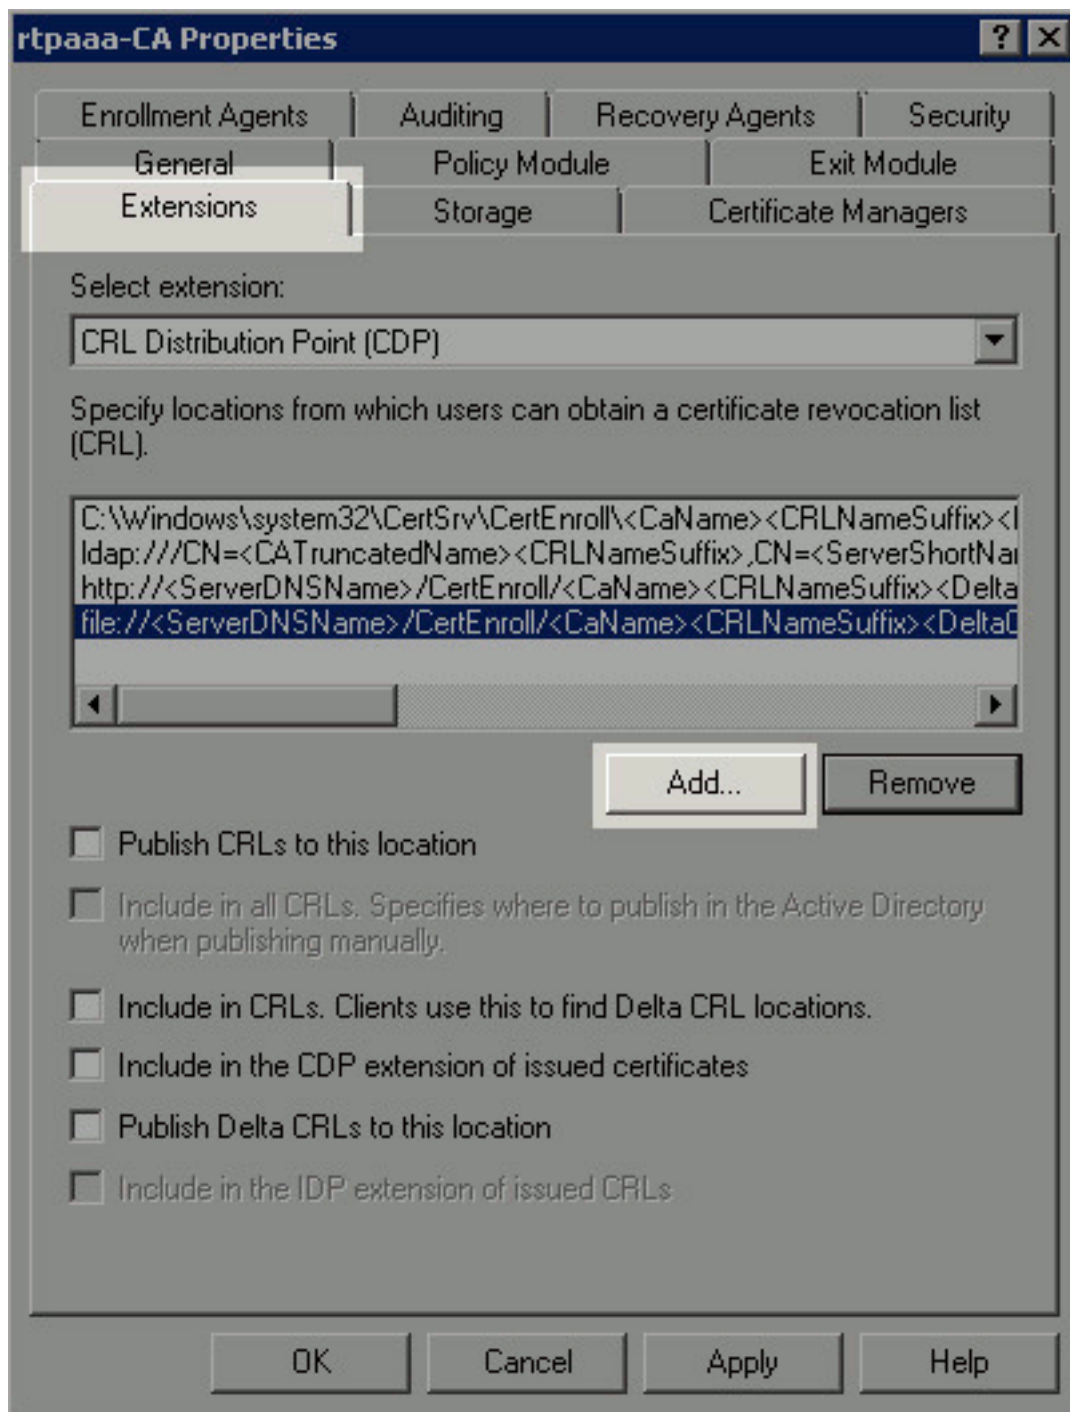 rtpaaa-CA Properties
Enrollment Agents Auditing Recovery Agents Security
General Policy Module Exit Module
Extensions Storage Certificate Managers
Select extension:
CRL Distribution Point (CDP)
Specify locations from which users can obtain a certificate revocation list
(CRL).
C:\Windows\system32\CertSrv\CertEnroll\<CaName><CRLNameSuffix><
ldap:///CN=<CATruncatedName><CRLNameSuffix>,CN=<ServerShortNa
http://<ServerDNSName>/CertEnroll/<CaName><CRLNameSuffix><Delta
file://<ServerDNSName>/CertEnroll/<CaName><CRLNameSuffix><DeltaC
Add... Remove
Publish CRLs to this location
Include in all CRLs. Specifies where to publish in the Active Directory
when publishing manually.
Include in CRLs. Clients use this to find Delta CRL locations.
Include in the CDP extension of issued certificates
Publish Delta CRLs to this location
Include in the IDP extension of issued CRLs
OK Cancel Apply Help